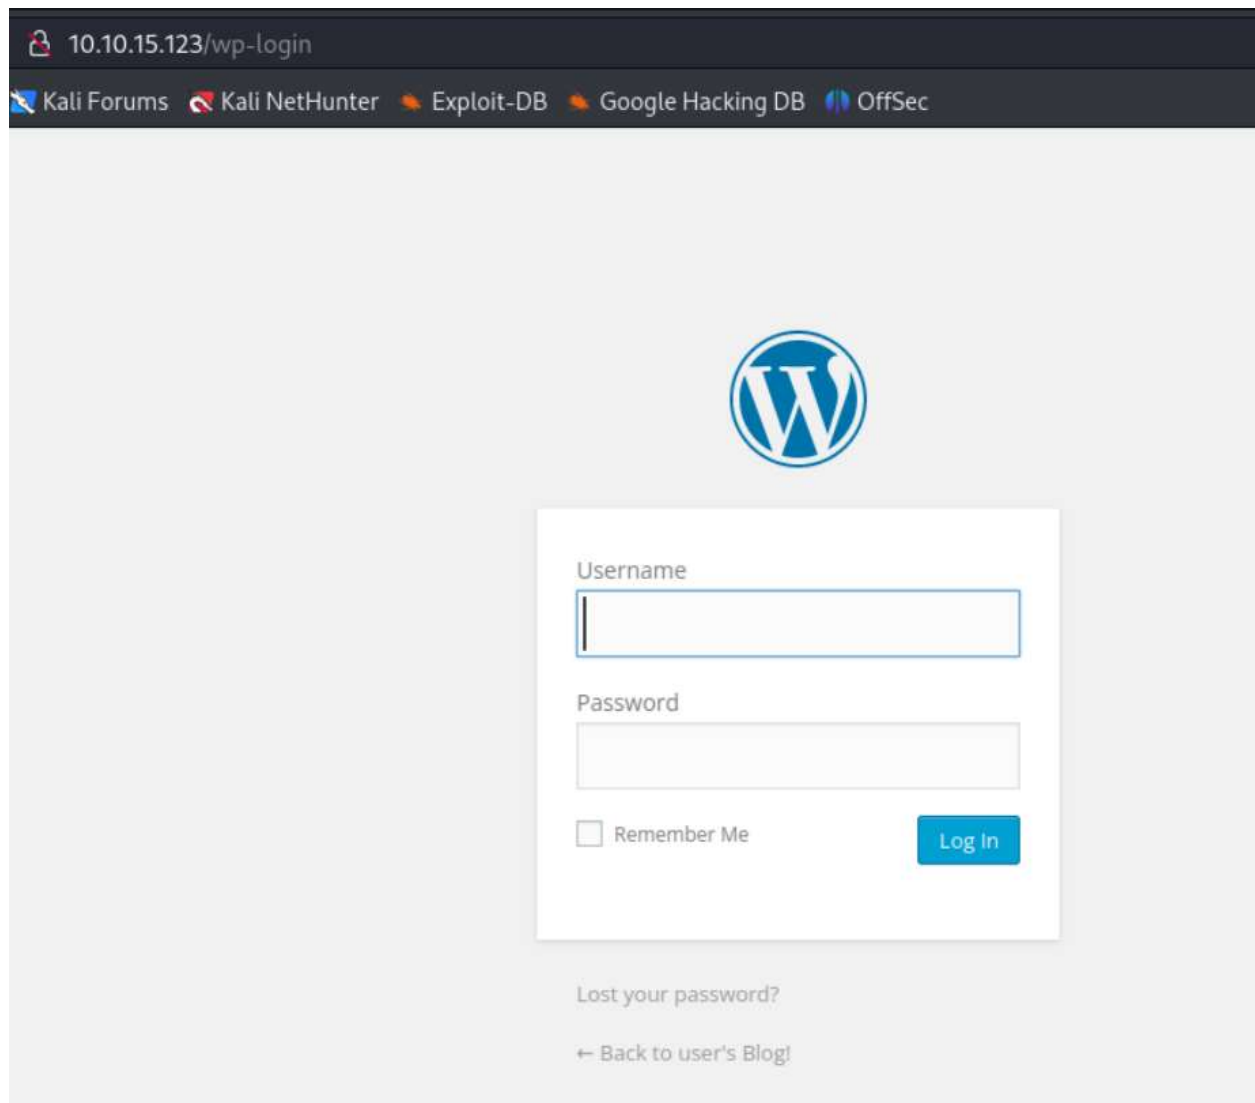 10.10.15.123/wp-login
Kali Forums Kali NetHunter Exploit-DB Google Hacking DB OffSec
Username
Password
Remember Me Log In
Lost your password?
← Back to user's Blog!